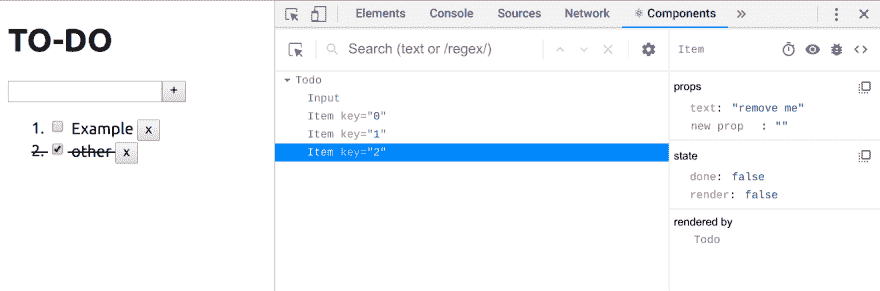 TO-DO
+
1. Example x
2. other x
Elements Console Sources Network Components »
Search (text or /regex/)
Todo
Input
Item key="0"
Item key="1"
Item key="2"
Item
props
text: "remove me"
new prop : ""
state
done: false
render: false
rendered by
Todo